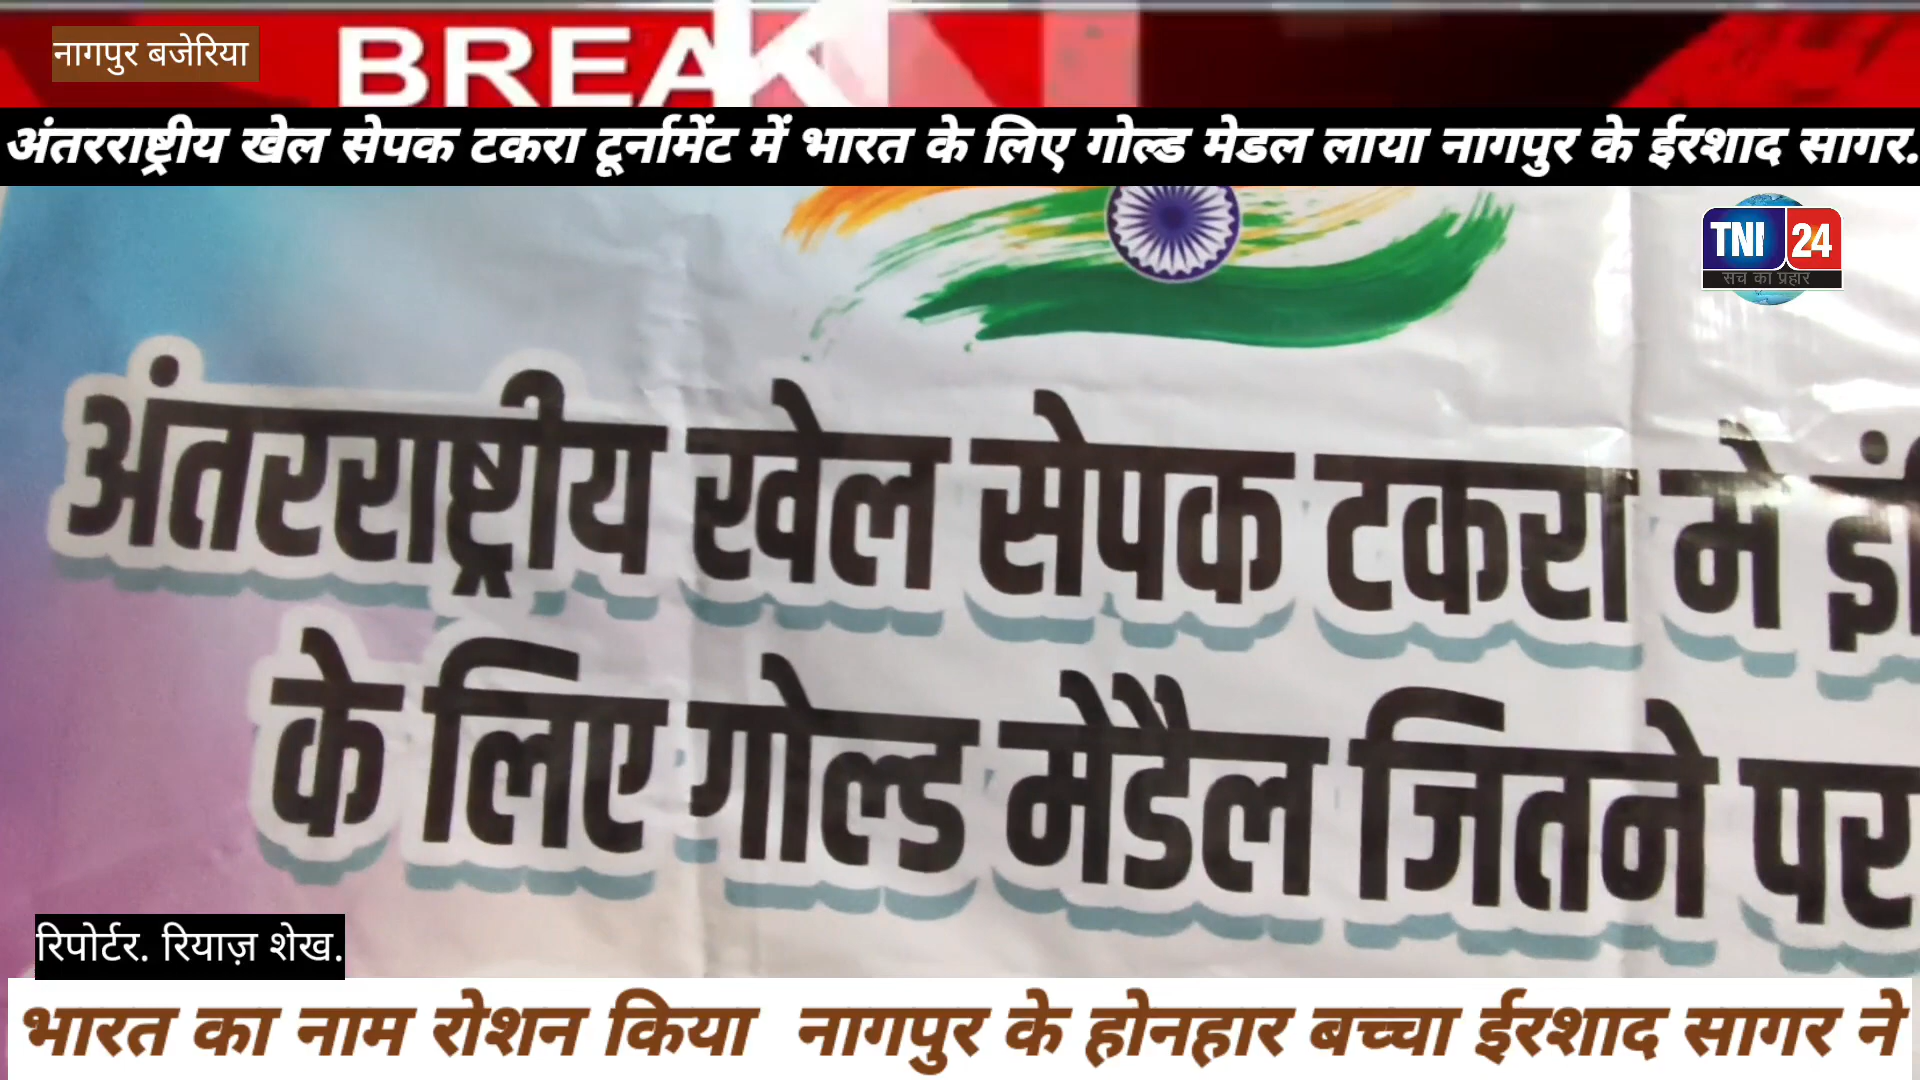 नागपुर बजेरिया
BREAK
अंतरराष्ट्रीय खेल सेपक टकरा टूर्नामेंट में भारत के लिए गोल्ड मेडल लाया नागपुर के ईरशाद सागर.
TNI 24
सच का प्रहार
अंतरराष्ट्रीय खेल सेपक टकरा मे
के लिए गोल्ड मेडैल जितने पर
रिपोर्टर. रियाज़ शेख.
भारत का नाम रोशन किया नागपुर के होनहार बच्चा ईरशाद सागर ने